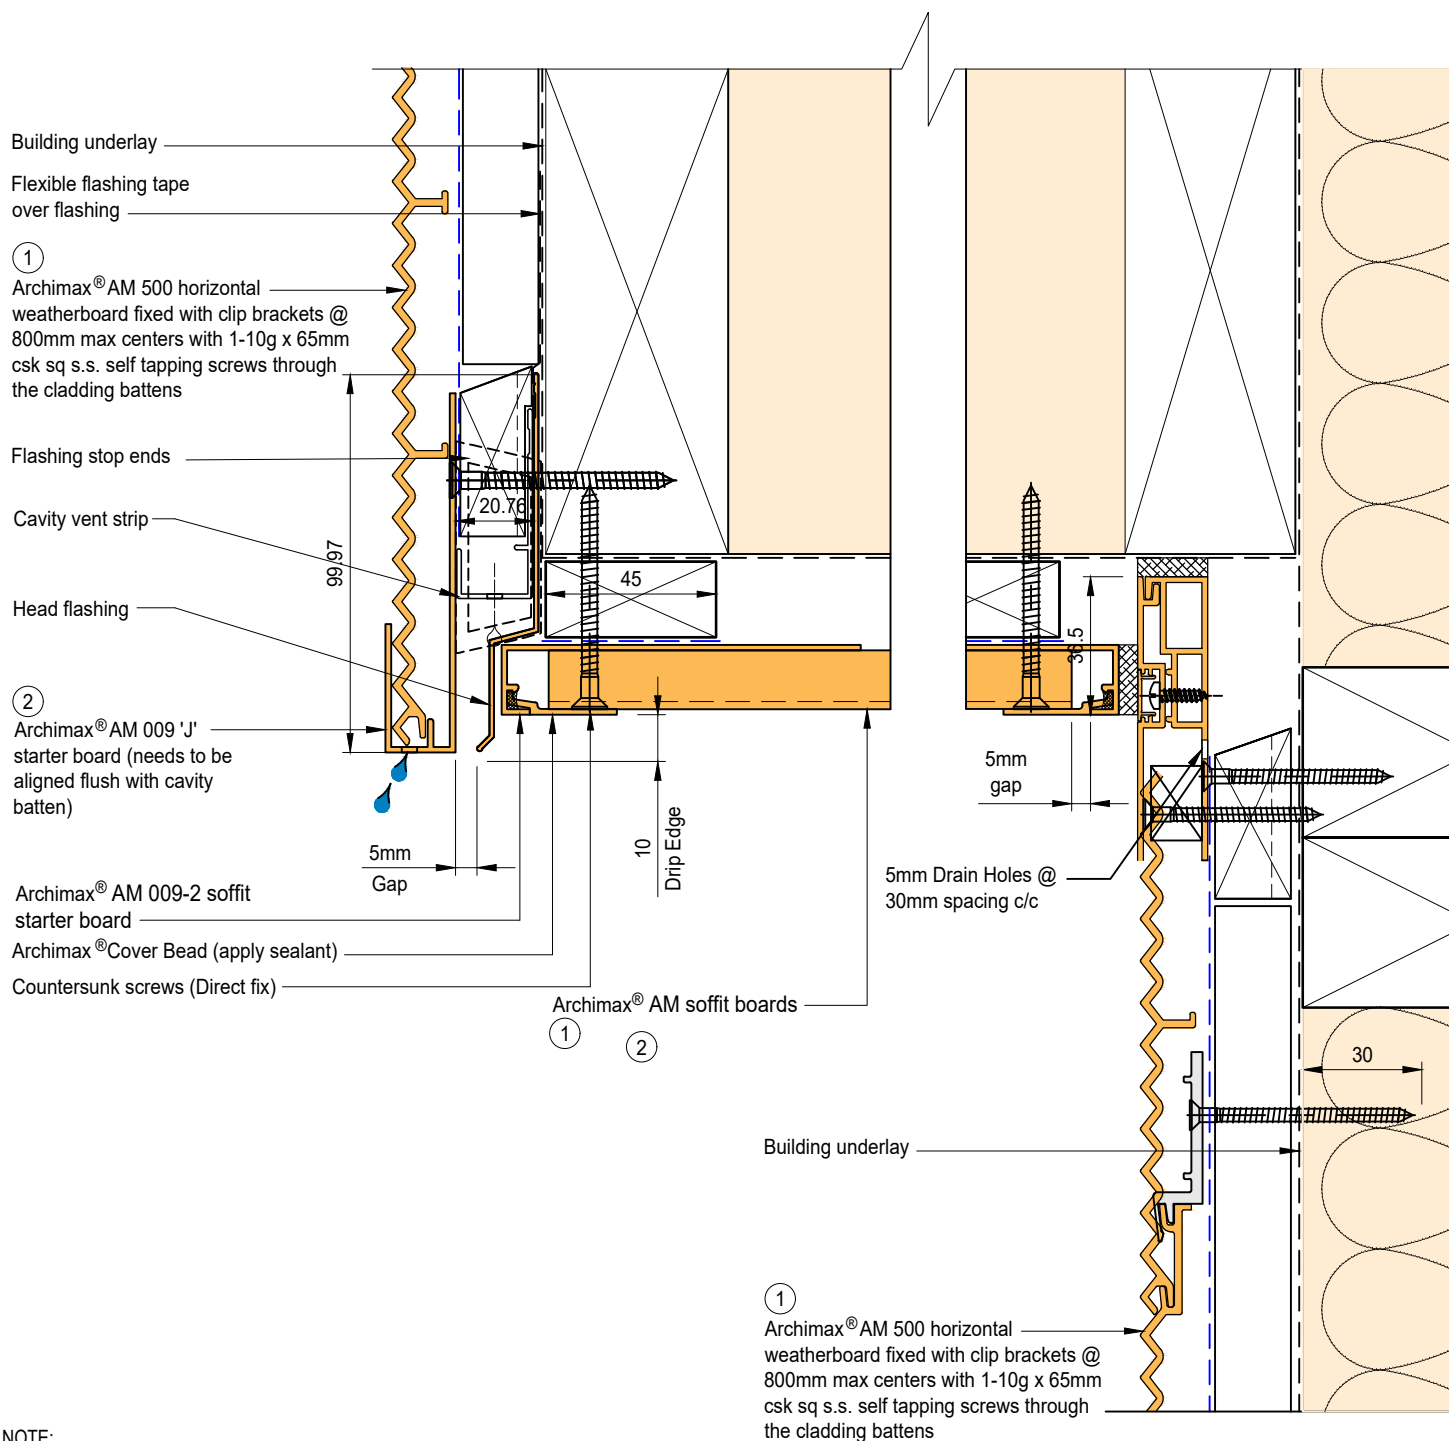 Building underlay
Flexible flashing tape
over flashing
1
Archimax® AM 500 horizontal
weatherboard fixed with clip brackets @
800mm max centers with 1-10g x 65mm
csk sq s.s. self tapping screws through
the cladding battens
Flashing stop ends
Cavity vent strip
Head flashing
2
Archimax® AM 009 'J'
starter board (needs to be
aligned flush with cavity
batten)
99.97
20.76
45
36.5
5mm
Gap
10
Drip Edge
5mm
gap
Archimax® AM 009-2 soffit
starter board
Archimax® Cover Bead (apply sealant)
Countersunk screws (Direct fix)
Archimax® AM soffit boards
1
2
5mm Drain Holes @
30mm spacing c/c
30
Building underlay
1
Archimax® AM 500 horizontal
weatherboard fixed with clip brackets @
800mm max centers with 1-10g x 65mm
csk sq s.s. self tapping screws through
the cladding battens
NOTE: